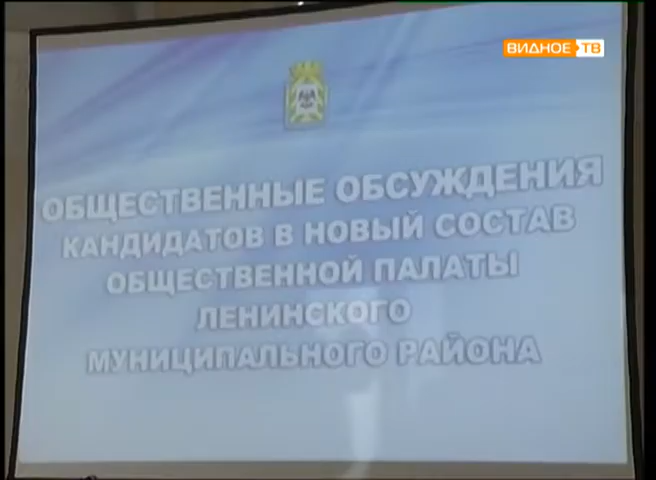 ВИДНОЕ ТВ
ОБЩЕСТВЕННЫЕ ОБСУЖДЕНИЯ
КАНДИДАТОВ В НОВЫЙ СОСТАВ
ОБЩЕСТВЕННОЙ ПАЛАТЫ
ЛЕНИНСКОГО
МУНИЦИПАЛЬНОГО РАЙОНА